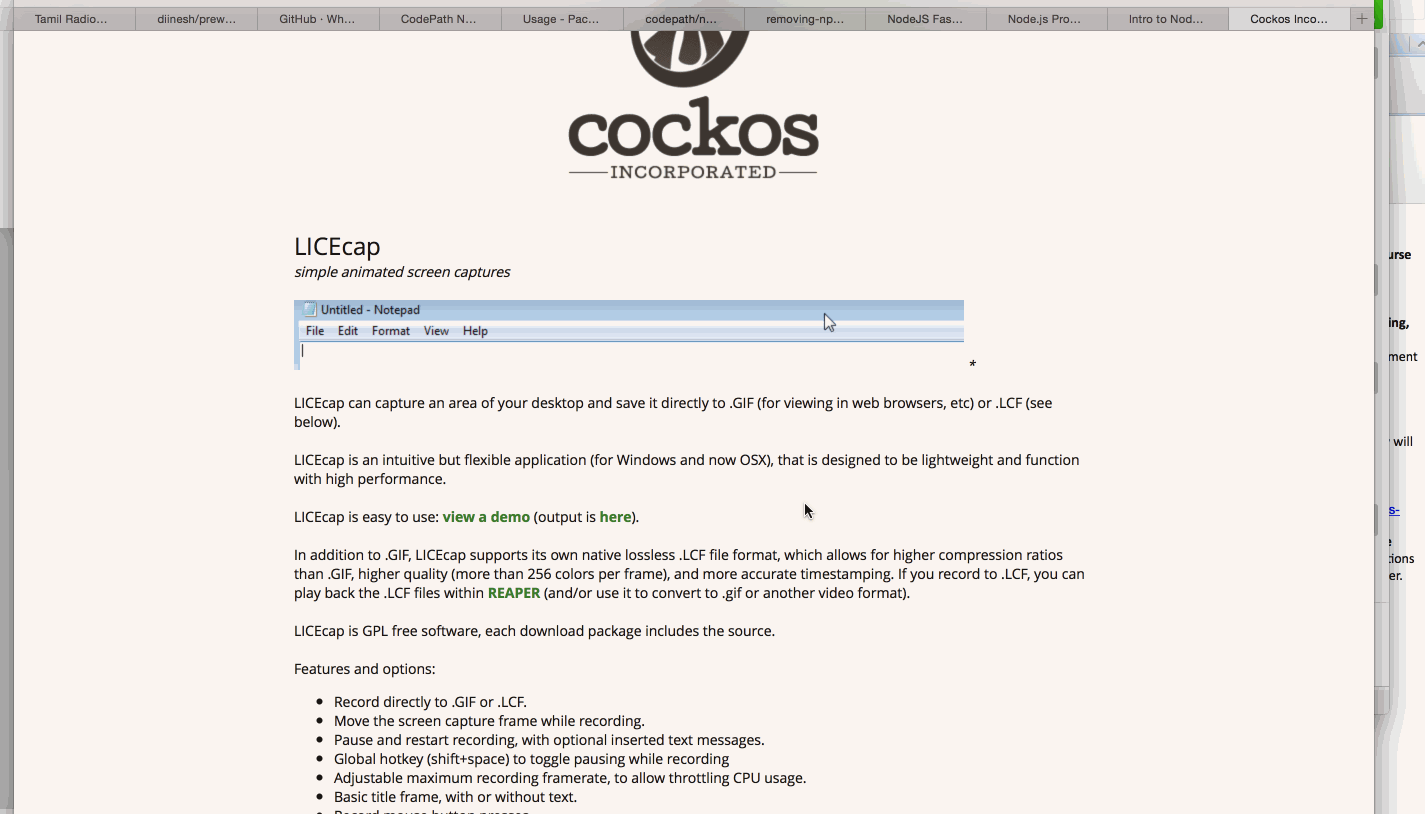 Tamil Radio... diinesh/prew... GitHub · Wh... CodePath N... Usage - Pac... codepath/n... removing-np... NodeJS Fas... Node.js Pro... Intro to Nod... Cockos Inco... +
cockos
INCORPORATED
LICEcap
simple animated screen captures
Untitled - Notepad
File Edit Format View Help
*
LICEcap can capture an area of your desktop and save it directly to .GIF (for viewing in web browsers, etc) or .LCF (see
below).
LICEcap is an intuitive but flexible application (for Windows and now OSX), that is designed to be lightweight and function
with high performance.
LICEcap is easy to use: view a demo (output is here).
In addition to .GIF, LICEcap supports its own native lossless .LCF file format, which allows for higher compression ratios
than .GIF, higher quality (more than 256 colors per frame), and more accurate timestamping. If you record to .LCF, you can
play back the .LCF files within REAPER (and/or use it to convert to .gif or another video format).
LICEcap is GPL free software, each download package includes the source.
Features and options:
• Record directly to .GIF or .LCF.
• Move the screen capture frame while recording.
• Pause and restart recording, with optional inserted text messages.
• Global hotkey (shift+space) to toggle pausing while recording
• Adjustable maximum recording framerate, to allow throttling CPU usage.
• Basic title frame, with or without text.
urse
ing,
ment
will
s-
tions
er.